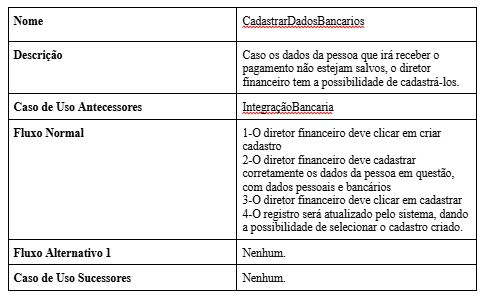 Nome CadastrarDadosBancarios
Descrição Caso os dados da pessoa que irá receber o
pagamento não estejam salvos, o diretor
financeiro tem a possibilidade de cadastrá-los.
Caso de Uso Antecessores IntegraçãoBancaria
Fluxo Normal 1-O diretor financeiro deve clicar em criar
cadastro
2-O diretor financeiro deve cadastrar
corretamente os dados da pessoa em questão,
com dados pessoais e bancários
3-O diretor financeiro deve clicar em cadastrar
4-O registro será atualizado pelo sistema, dando
a possibilidade de selecionar o cadastro criado.
Fluxo Alternativo 1 Nenhum.
Caso de Uso Sucessores Nenhum.